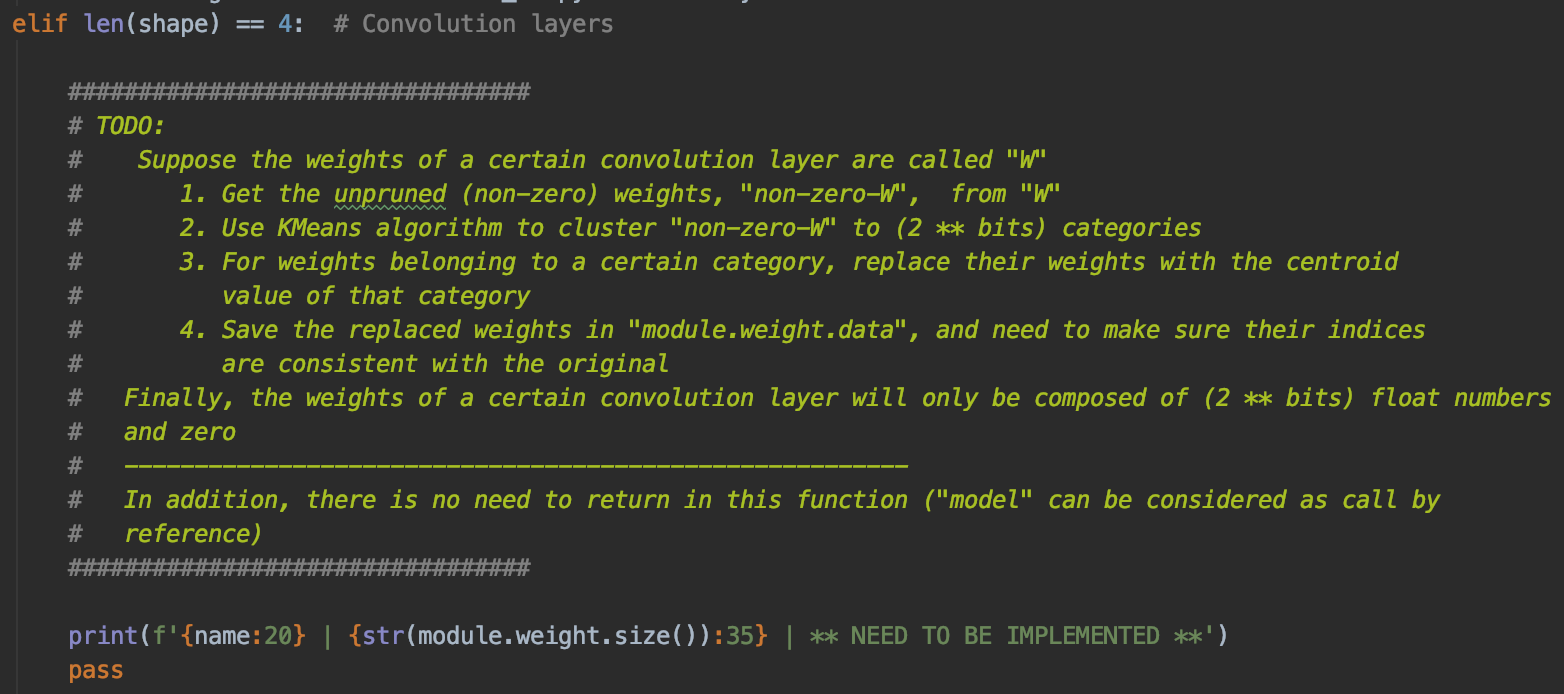 elif len(shape) == 4:  # Convolution layers
#################################
# TODO:
#    Suppose the weights of a certain convolution layer are called "W"
#       1. Get the unpruned (non-zero) weights, "non-zero-W",  from "W"
#       2. Use KMeans algorithm to cluster "non-zero-W" to (2 ** bits) categories
#       3. For weights belonging to a certain category, replace their weights with the centroid
#          value of that category
#       4. Save the replaced weights in "module.weight.data", and need to make sure their indices
#          are consistent with the original
#   Finally, the weights of a certain convolution layer will only be composed of (2 ** bits) float numbers
#   and zero
#   --------------------------------------------------------
#   In addition, there is no need to return in this function ("model" can be considered as call by
#   reference)
#################################
print(f'{name:20} | {str(module.weight.size()):35} | ** NEED TO BE IMPLEMENTED **')
pass